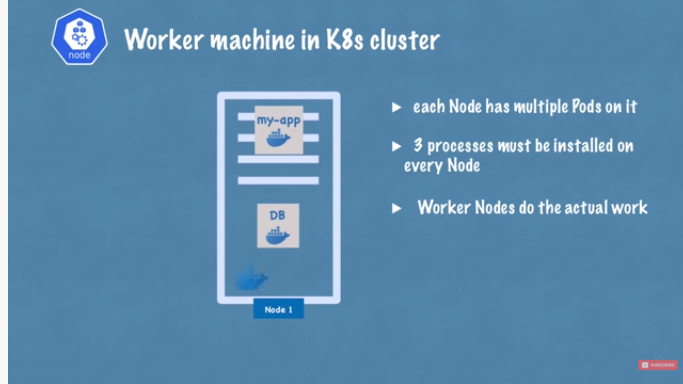 node
Worker machine in K8s cluster
my-app
DB
Node 1
► each Node has multiple Pods on it
► 3 processes must be installed on
every Node
► Worker Nodes do the actual work
SUBSCRIBE